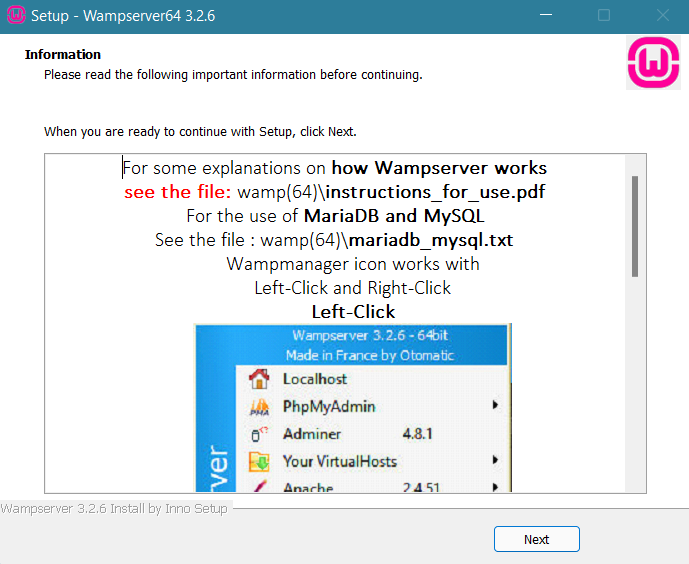 Setup - Wampserver64 3.2.6
Information
Please read the following important information before continuing.
When you are ready to continue with Setup, click Next.
For some explanations on how Wampserver works
see the file: wamp(64)\instructions_for_use.pdf
For the use of MariaDB and MySQL
See the file : wamp(64)\mariadb_mysql.txt
Wampmanager icon works with
Left-Click and Right-Click
Left-Click
Wampserver 3.2.6 - 64bit
Made in France by Otomatic
Localhost
PhpMyAdmin
Adminer 4.8.1
Your VirtualHosts
Apache 2.4.51
Wampserver 3.2.6 Install by Inno Setup
Next